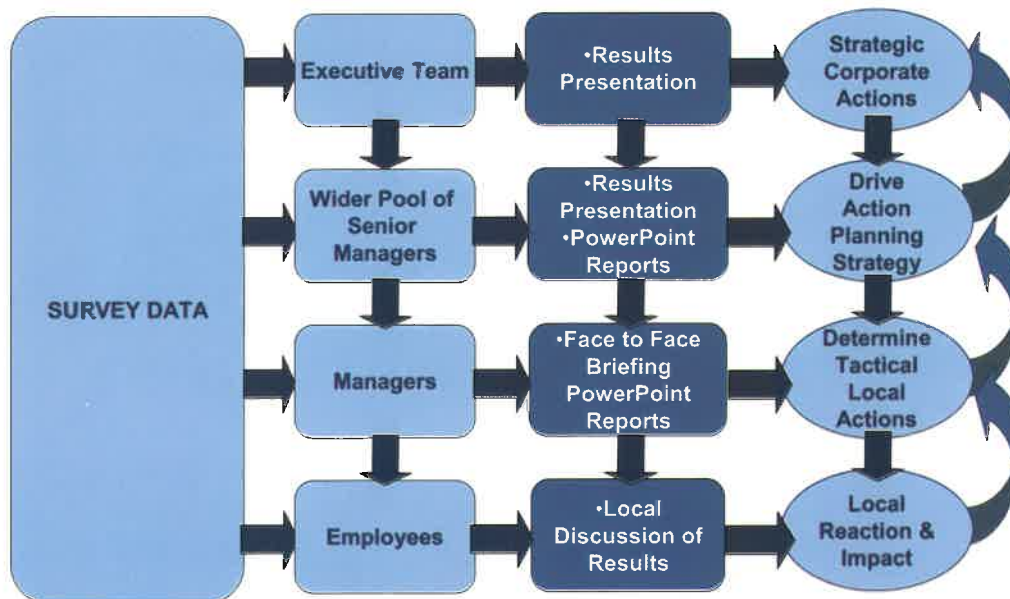 SURVEY DATA
Executive Team
•Results
Presentation
Strategic
Corporate
Actions
Wider Pool of
Senior
Managers
•Results
Presentation
•PowerPoint
Reports
Drive
Action
Planning
Strategy
Managers
•Face to Face
Briefing
PowerPoint
Reports
Determine
Tactical
Local
Actions
Employees
•Local
Discussion of
Results
Local
Reaction &
Impact